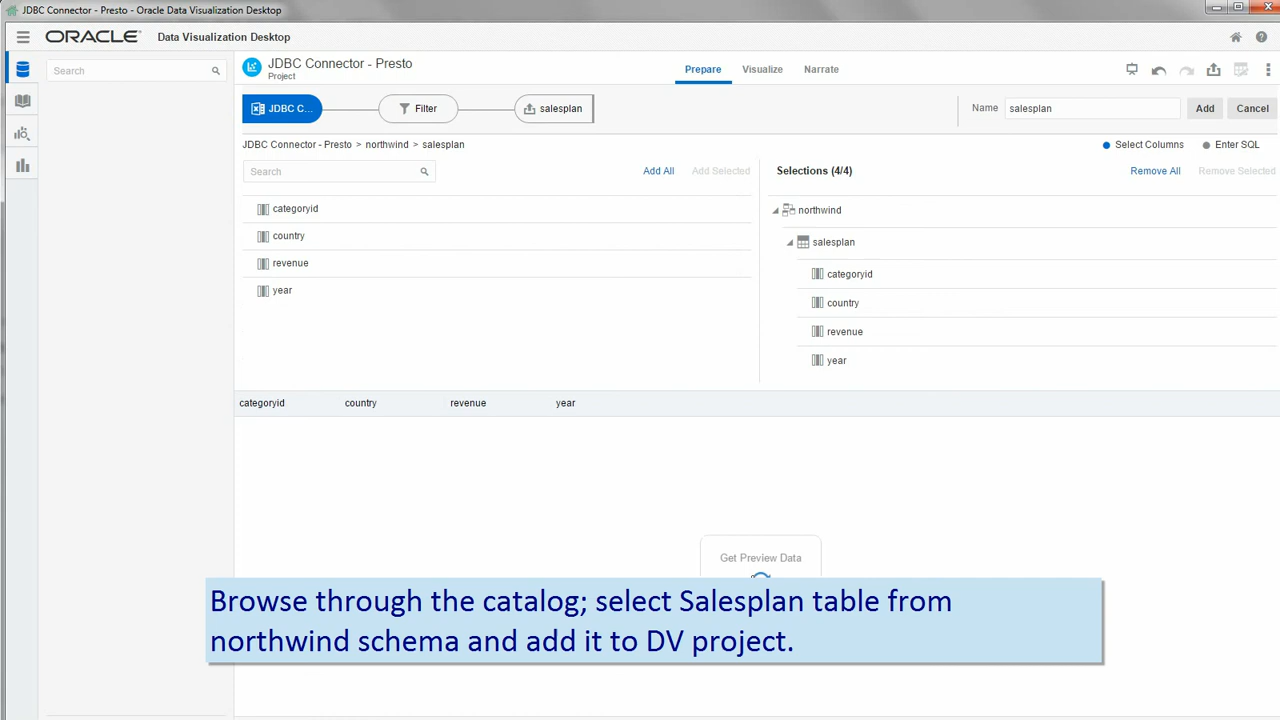 JDBC Connector - Presto - Oracle Data Visualization Desktop
ORACLE® Data Visualization Desktop
Search
JDBC Connector - Presto
Project
Prepare Visualize Narrate
JDBC C... Filter salesplan
Name salesplan Add Cancel
JDBC Connector - Presto > northwind > salesplan
Select Columns Enter SQL
Search Add All Add Selected
categoryid
country
revenue
year
Selections (4/4) Remove All Remove Selected
northwind
salesplan
categoryid
country
revenue
year
categoryid country revenue year
Get Preview Data
Browse through the catalog; select Salesplan table from
northwind schema and add it to DV project.